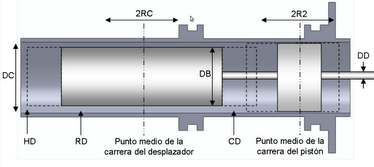 2RC
2R2
DC
DB
DD
HD
RD
Punto medio de la
carrera del desplazador
CD
Punto medio de la
carrera del pistón